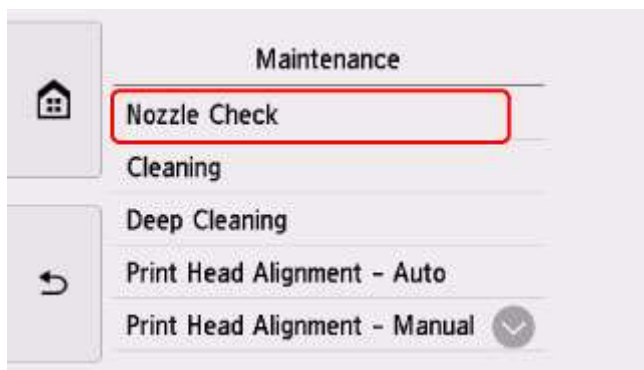 Maintenance
Nozzle Check
Cleaning
Deep Cleaning
Print Head Alignment - Auto
Print Head Alignment - Manual